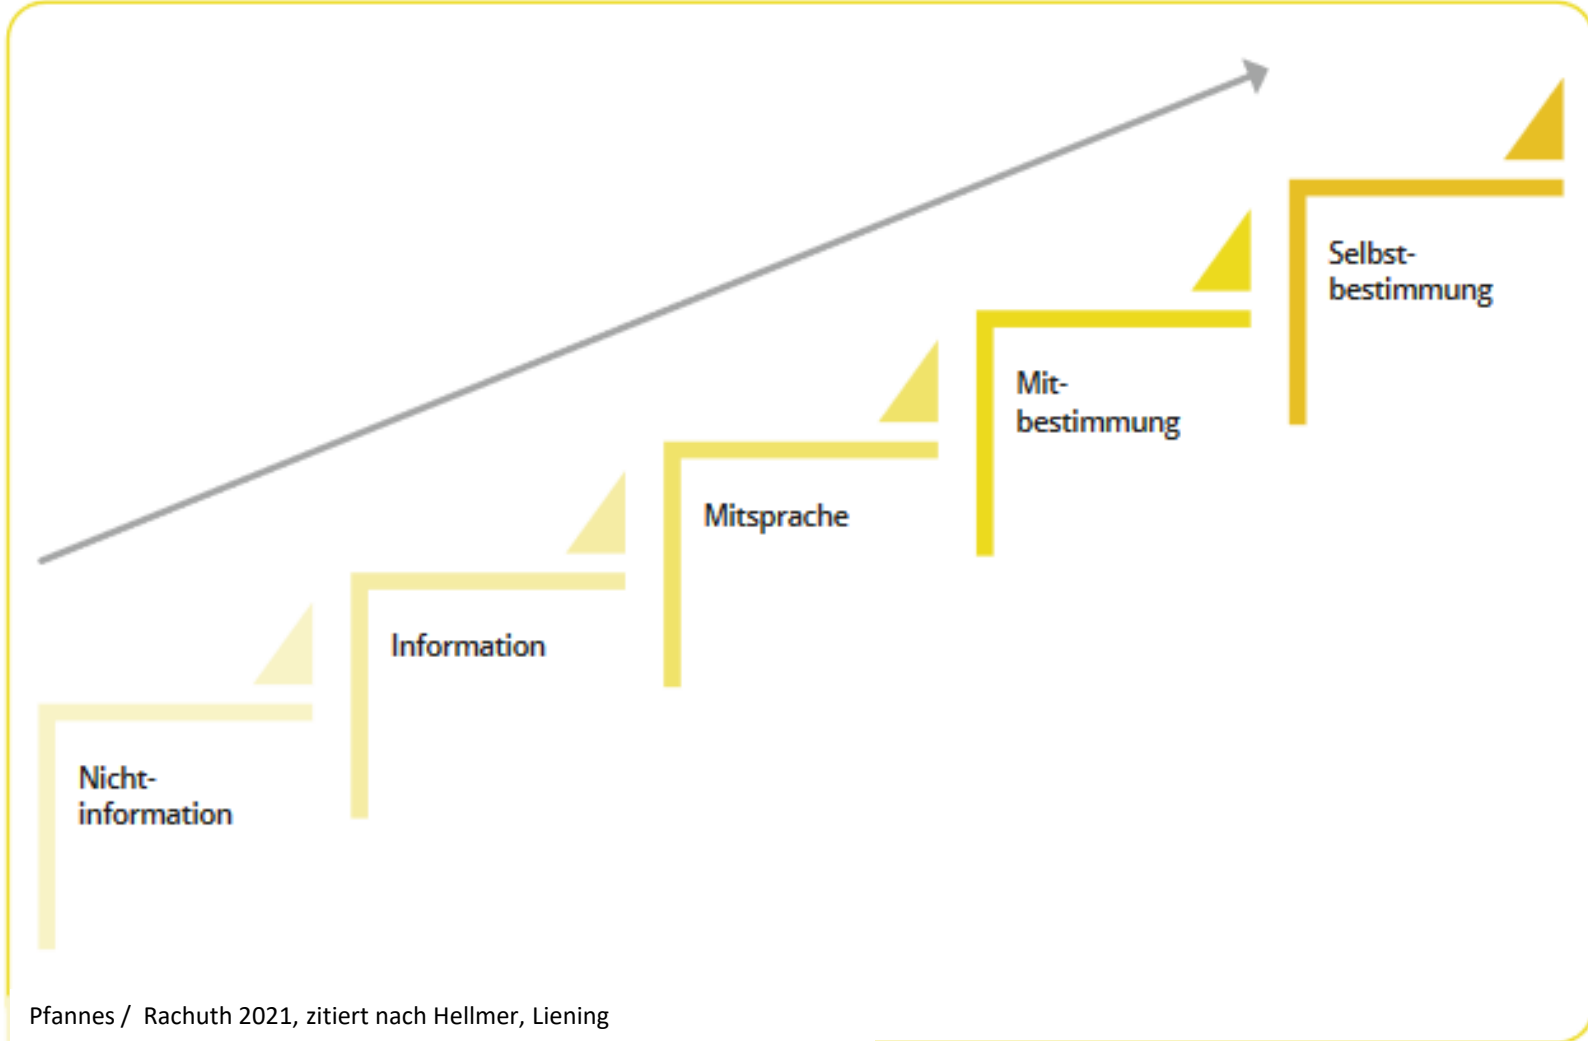 Selbst-
bestimmung
Mit-
bestimmung
Mitsprache
Information
Nicht-
information
Pfannes / Rachuth 2021, zitiert nach Hellmer, Liening